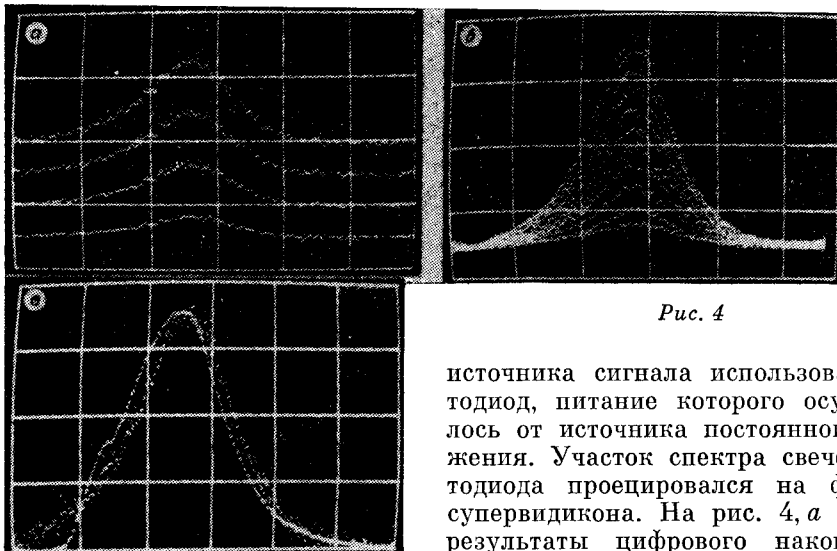 а
б
Рис. 4
источника сигнала использова
тодиод, питание которого осу
лось от источника постоянно
жения. Участок спектра свече
тодиода проецировался на ф
супервидикона. На рис. 4, а
результаты цифрового нако